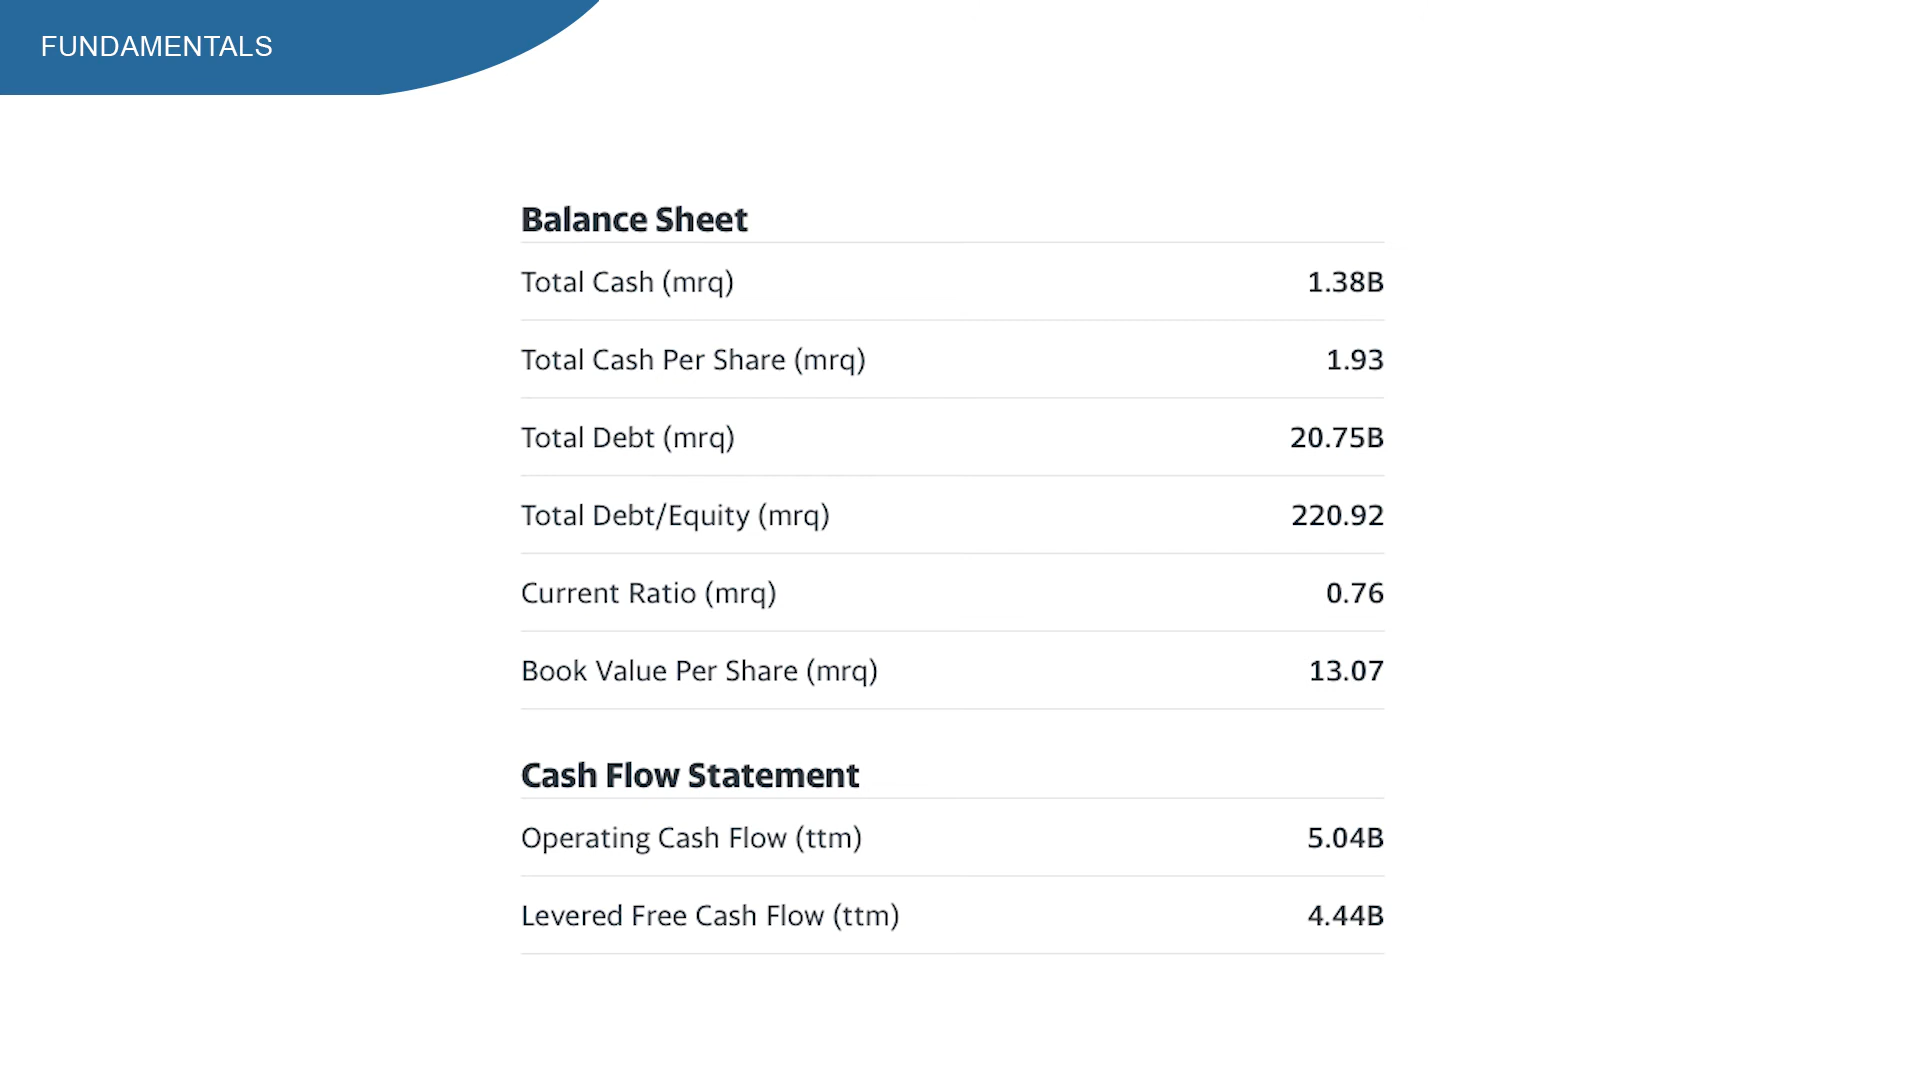 FUNDAMENTALS
Balance Sheet
Total Cash (mrq) 1.38B
Total Cash Per Share (mrq) 1.93
Total Debt (mrq) 20.75B
Total Debt/Equity (mrq) 220.92
Current Ratio (mrq) 0.76
Book Value Per Share (mrq) 13.07
Cash Flow Statement
Operating Cash Flow (ttm) 5.04B
Levered Free Cash Flow (ttm) 4.44B